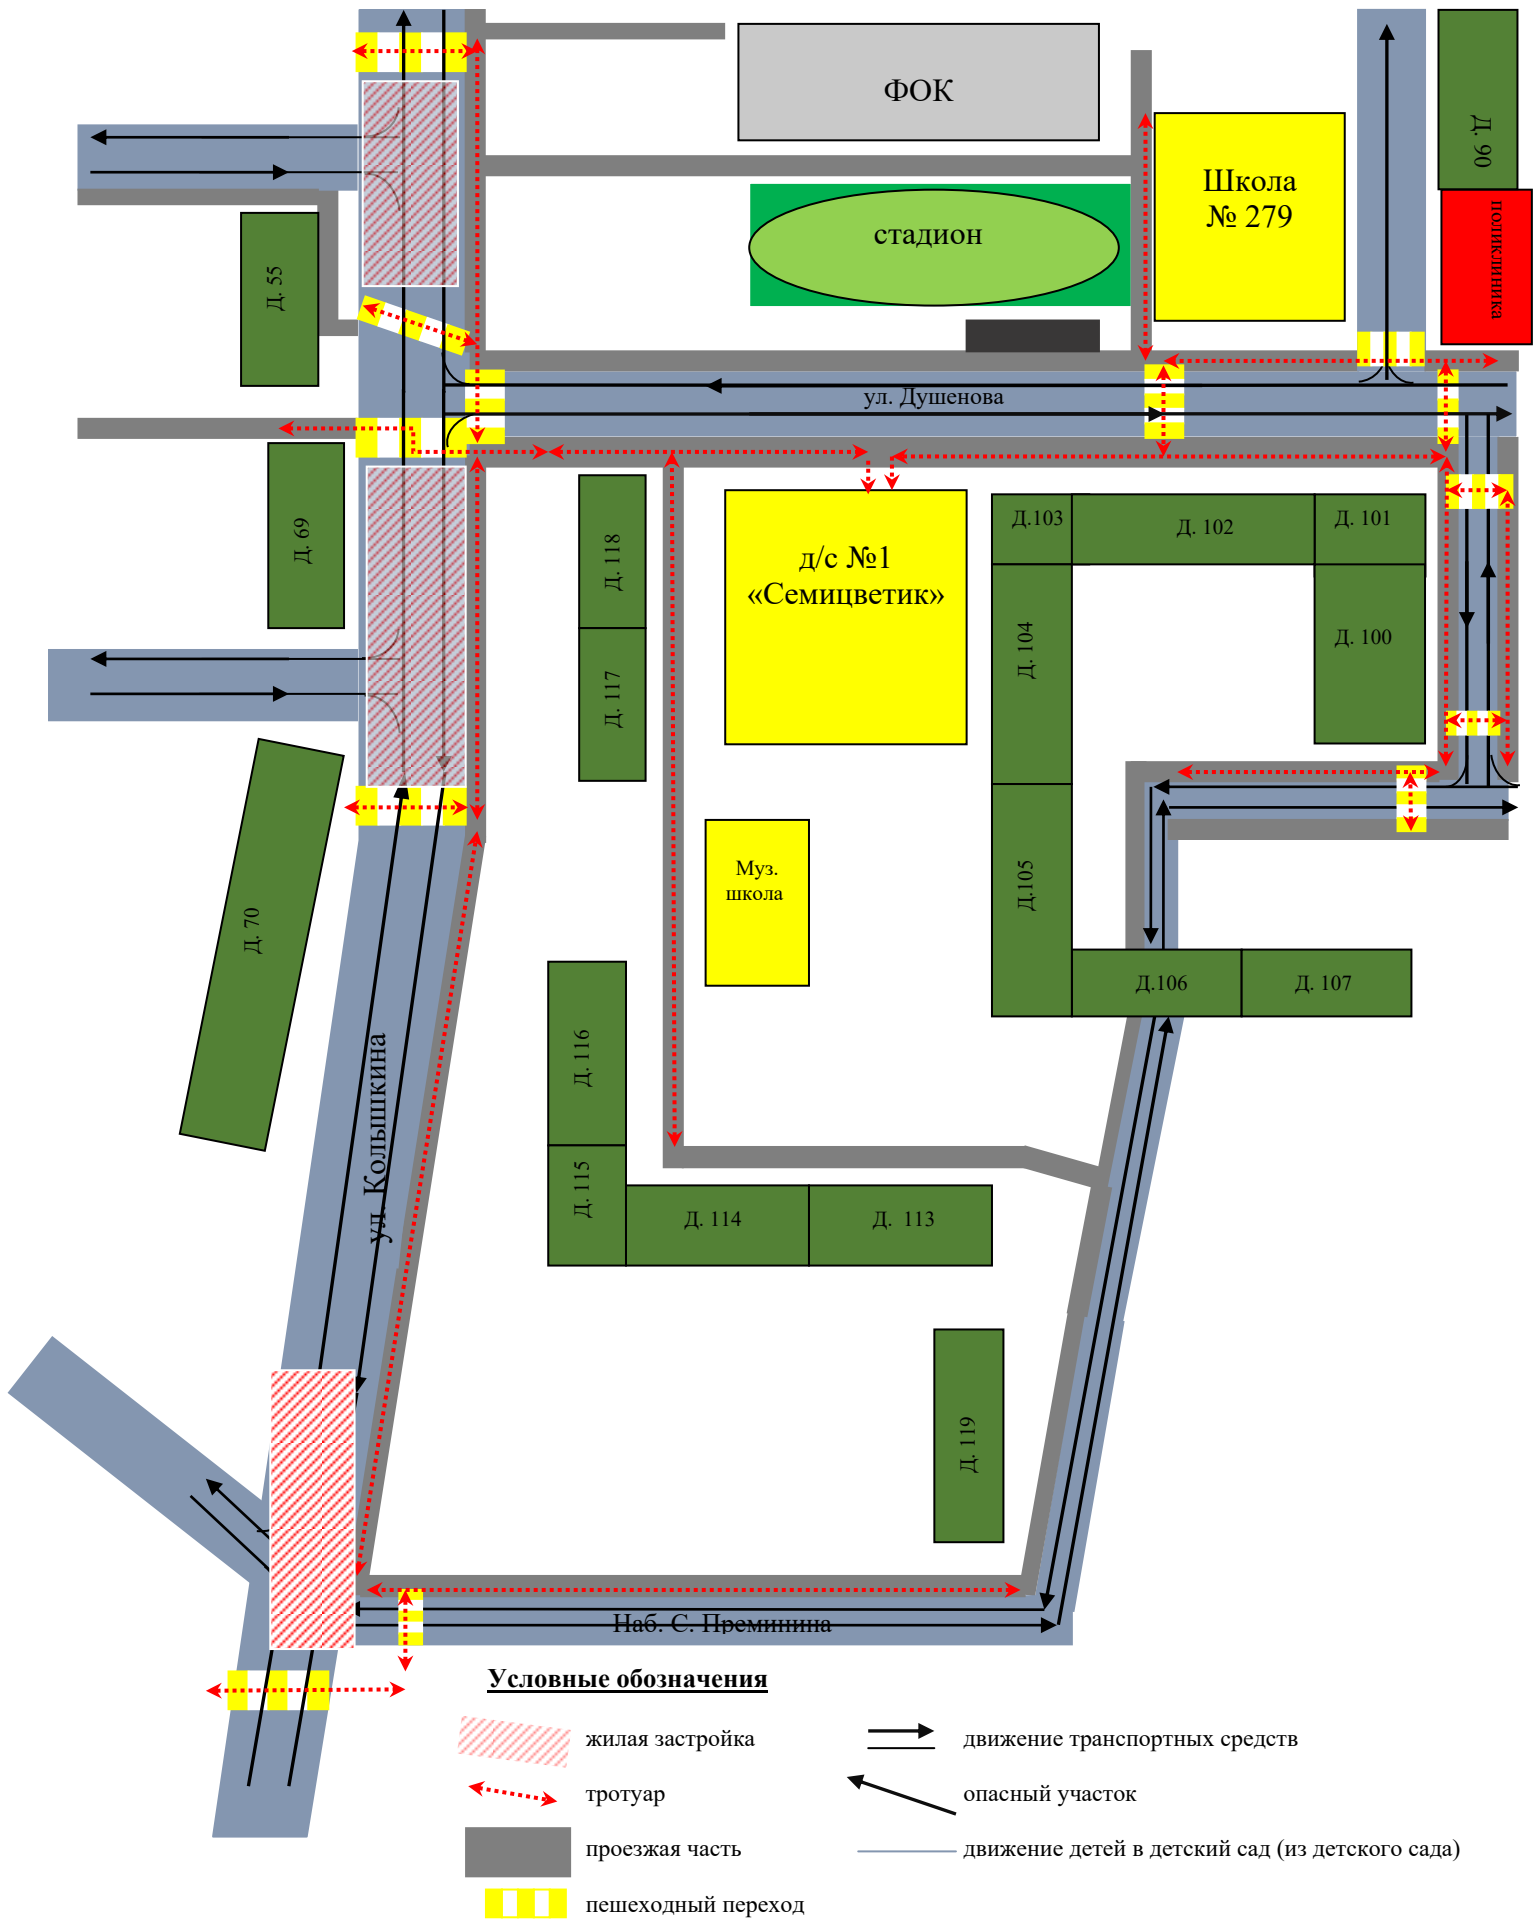 ФОК
Д. 90
Школа
№ 279
поликлиника
стадион
Д. 55
ул. Душенова
Д. 69
Д. 118
д/с №1
«Семицветик»
Д.103
Д. 102
Д. 101
Д. 104
Д. 100
Д. 117
Д. 70
Муз.
школа
Д.105
Д.106
Д. 107
ул. Колышкина
Д. 116
Д. 115
Д. 114
Д. 113
Д. 119
Наб. С. Преминина
Условные обозначения
жилая застройка
движение транспортных средств
тротуар
опасный участок
проезжая часть
движение детей в детский сад (из детского сада)
пешеходный переход